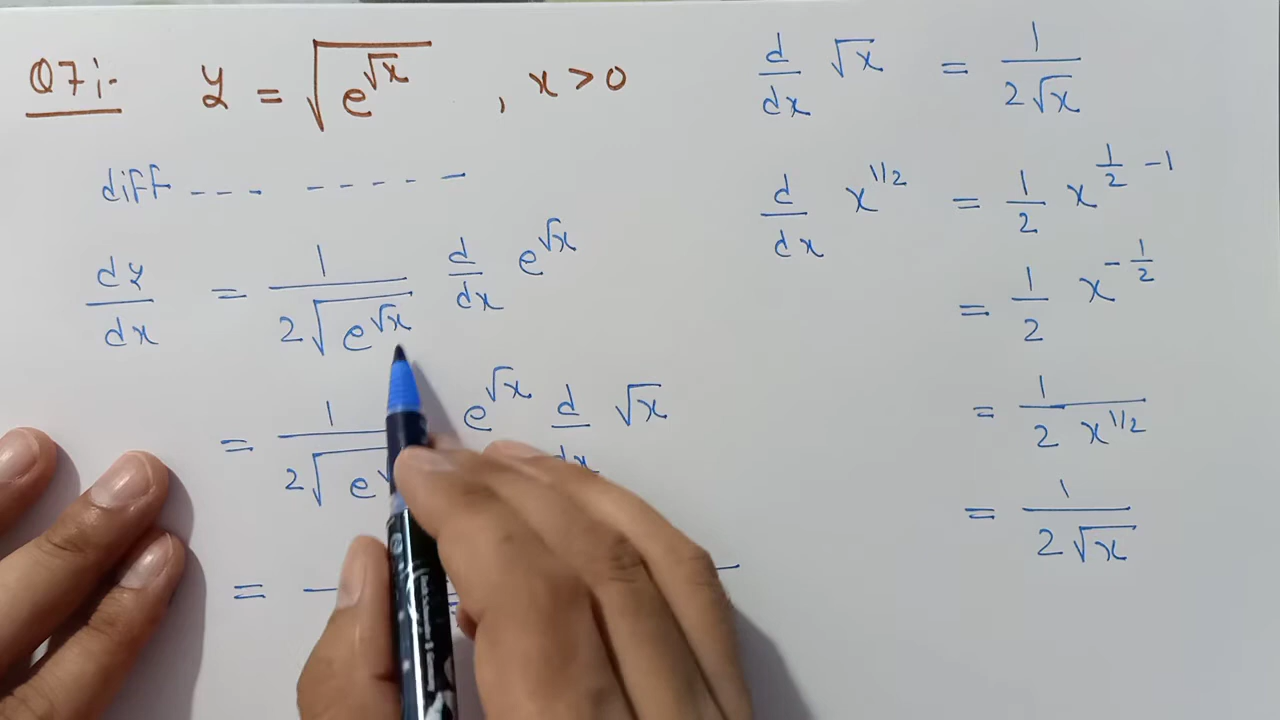 Q7:- y = √(e^√x) , x > 0
diff --- -----
dy/dx = 1/(2√(e^√x)) d/dx e^√x
= 1/(2√(e^√ e^√x d/dx √x
=
d/dx √x = 1/(2√x)
d/dx x^(1/2) = 1/2 x^(1/2 - 1)
= 1/2 x^(-1/2)
= 1/(2 x^(1/2))
= 1/(2√x)